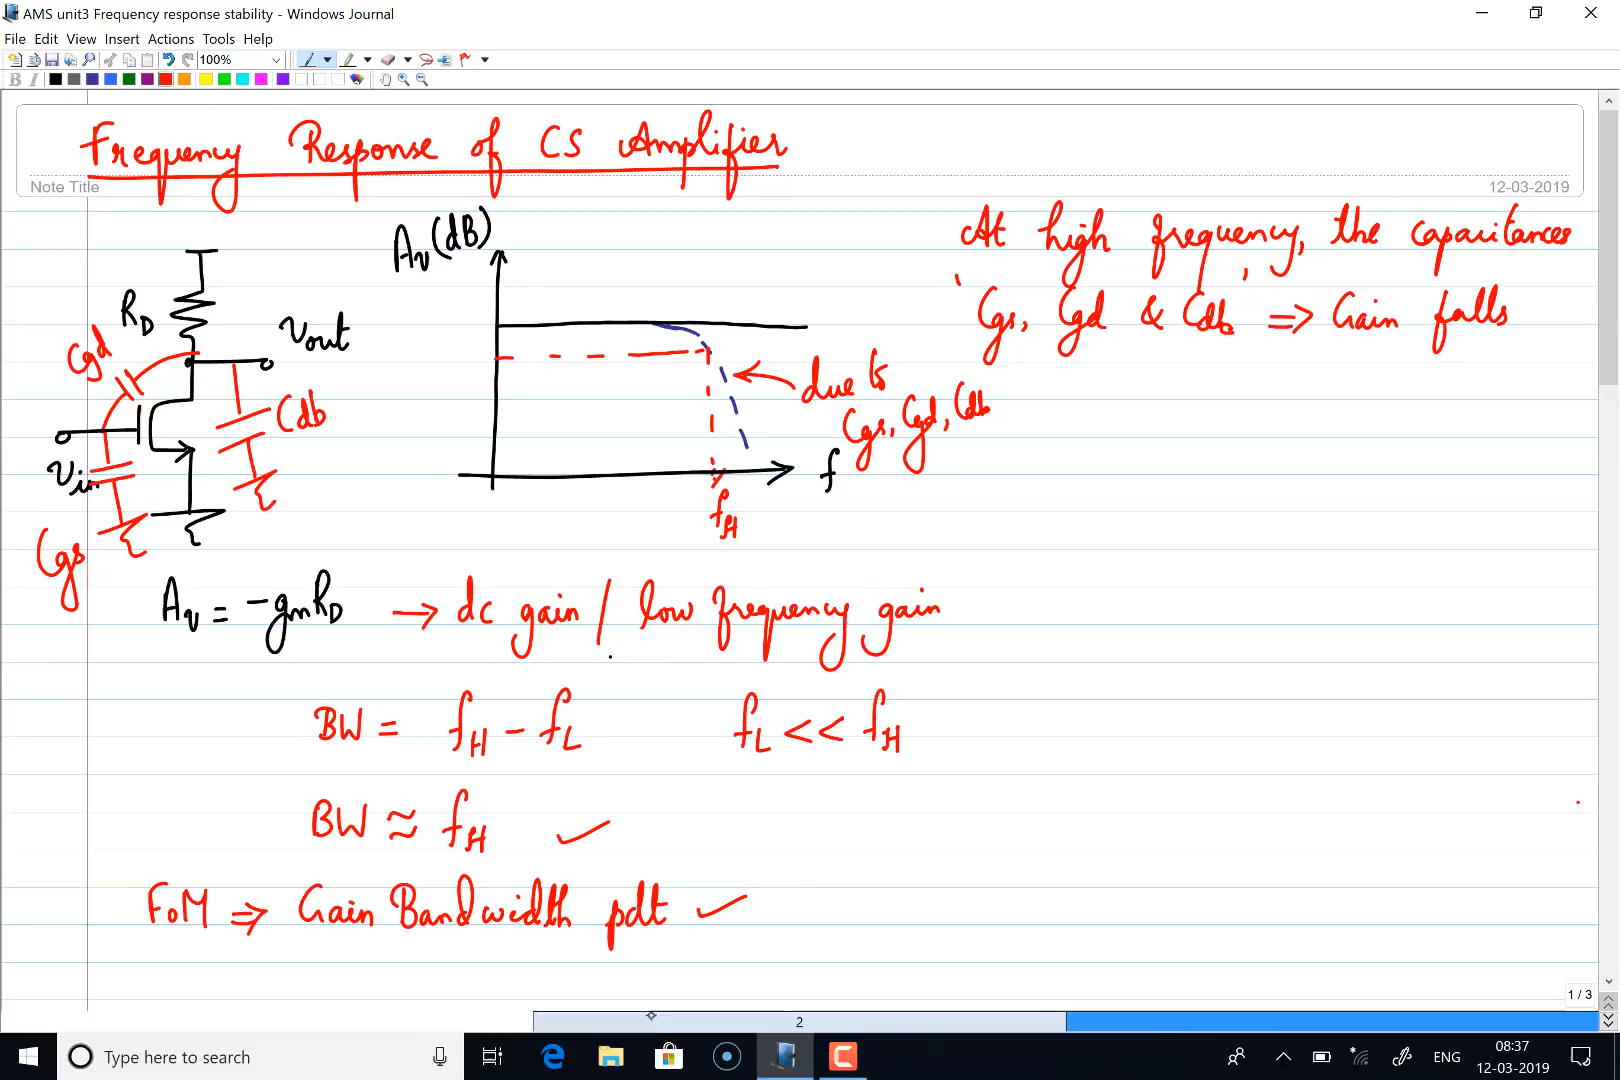 AMS unit3 Frequency response stability - Windows Journal
File Edit View Insert Actions Tools Help
100%
B I
Frequency Response of CS Amplifier
Note Title
12-03-2019
At high frequency, the capacitances
'Cgs, Cgd & Cdb' => Gain falls
Av (dB)
RD
Vout
Cgd
Cdb
Vin
Cgs
due to
Cgs, Cgd, Cdb
f
fH
Av = -gmRD → dc gain / low frequency gain
BW = fH - fL fL << fH
BW ≈ fH ✓
FoM => Gain Bandwidth pdt ✓
1 / 3
2
Type here to search
ENG
08:37
12-03-2019